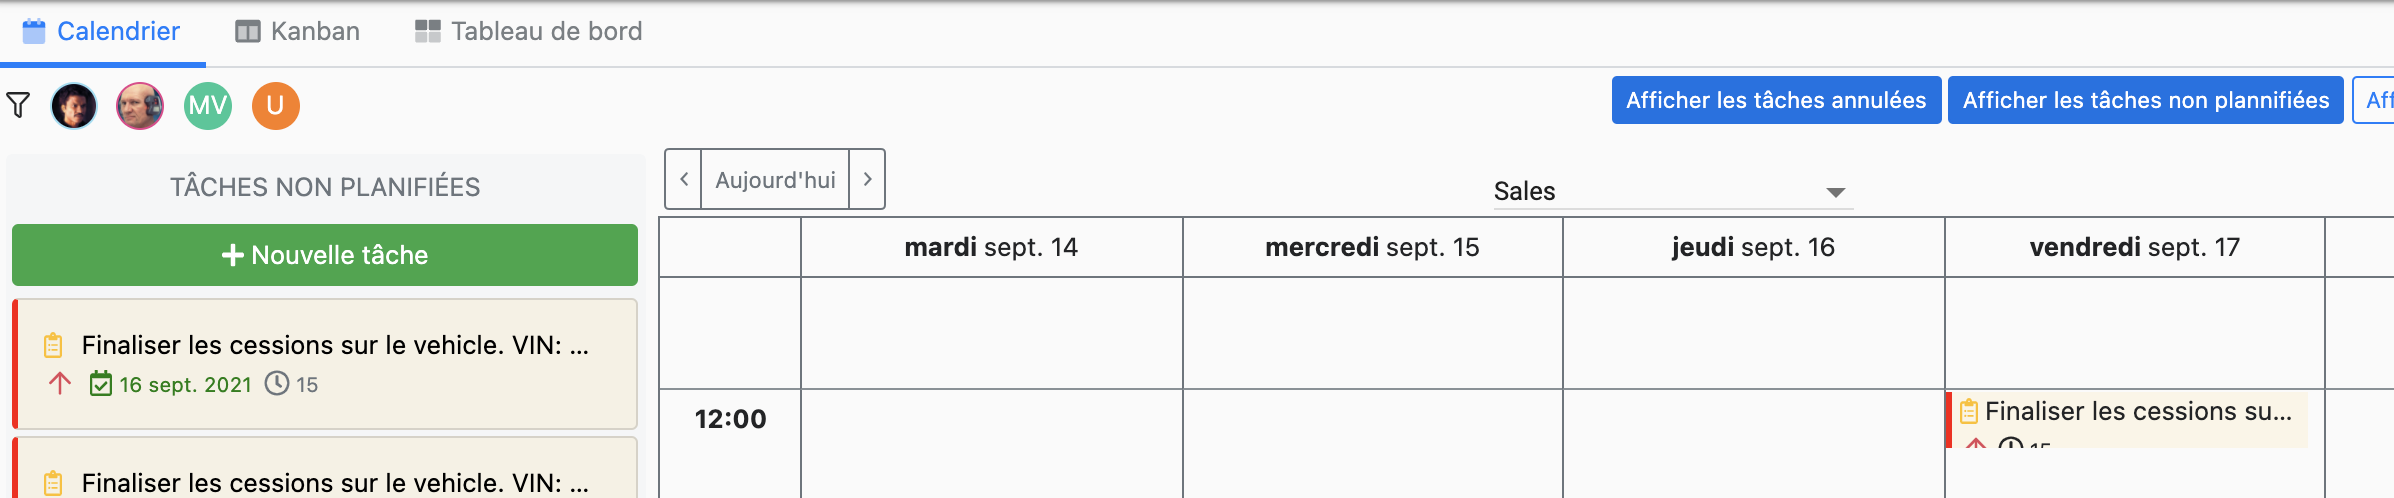 Calendrier Kanban Tableau de bord
MV U
Afficher les tâches annulées Afficher les tâches non plannifiées Aff
TÂCHES NON PLANIFIÉES
Aujourd'hui
Sales
+ Nouvelle tâche
mardi sept. 14 mercredi sept. 15 jeudi sept. 16 vendredi sept. 17
Finaliser les cessions sur le vehicle. VIN: ...
16 sept. 2021 15
12:00
Finaliser les cessions su...
15
Finaliser les cessions sur le vehicle. VIN: ...